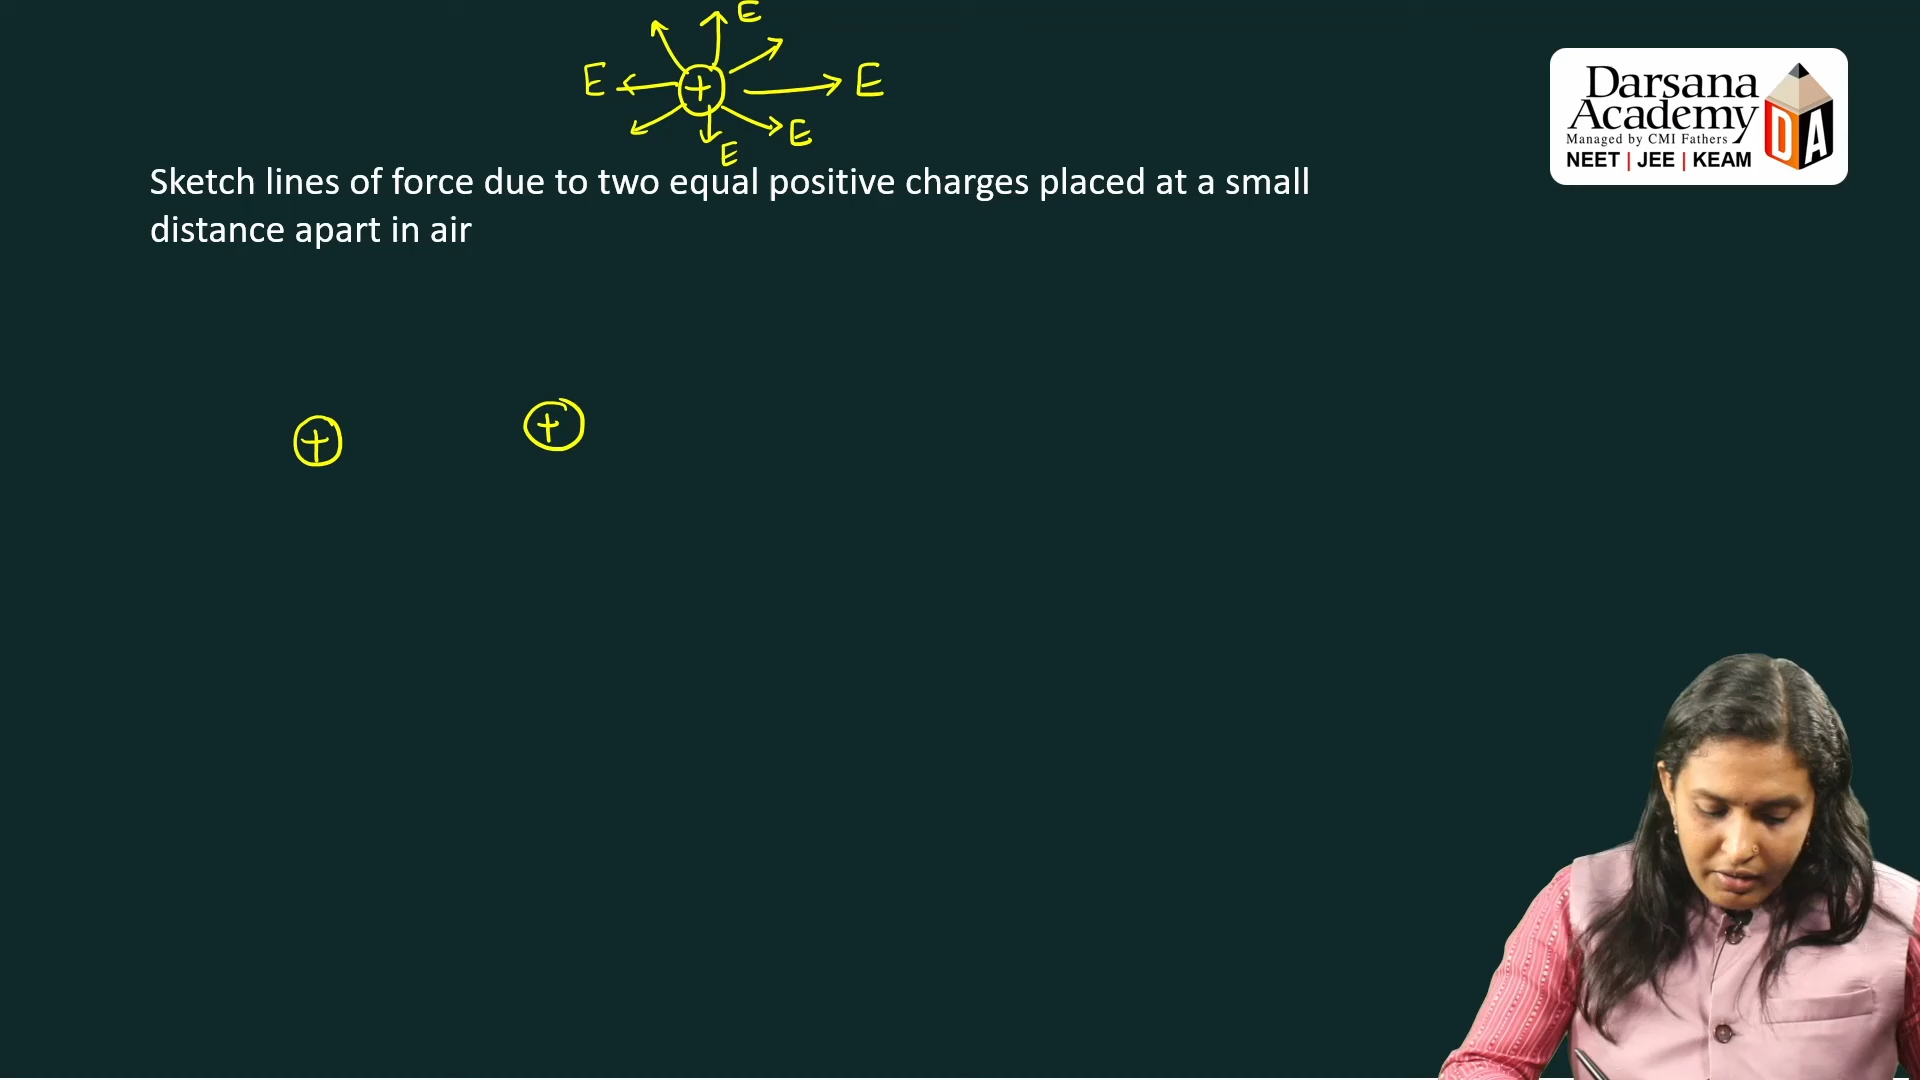 E
E + E
E
E
Sketch lines of force due to two equal positive charges placed at a small
distance apart in air
+ +
Darsana
Academy
Managed by CMI Fathers
NEET | JEE | KEAM
DA